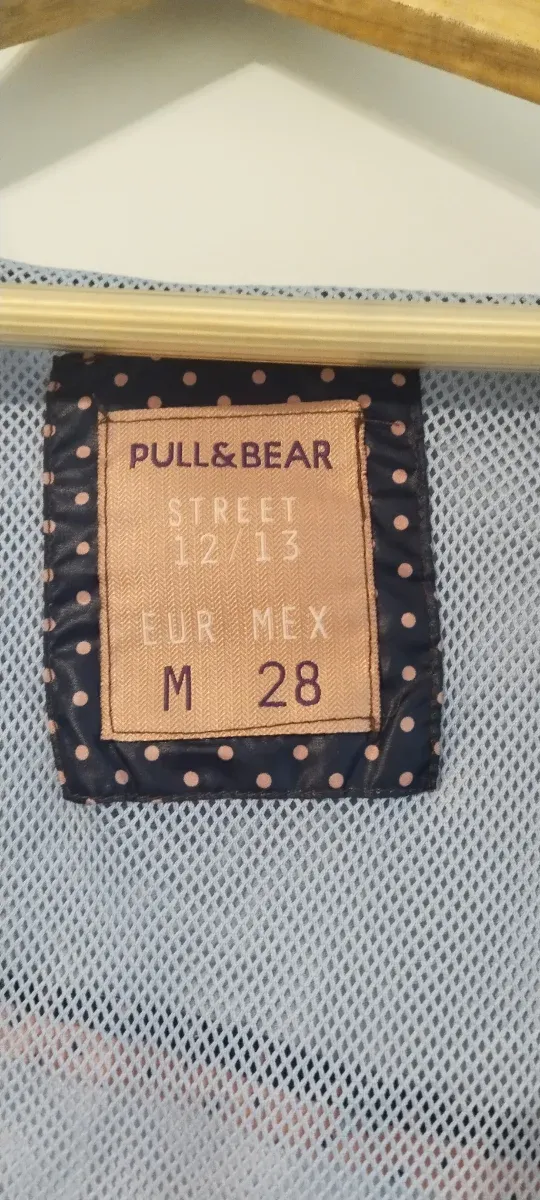 PULL&BEAR
STREET
12/13
EUR MEX
M 28